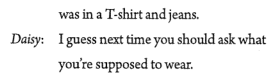 was in a T-shirt and jeans.
Daisy: I guess next time you should ask what
you're supposed to wear.